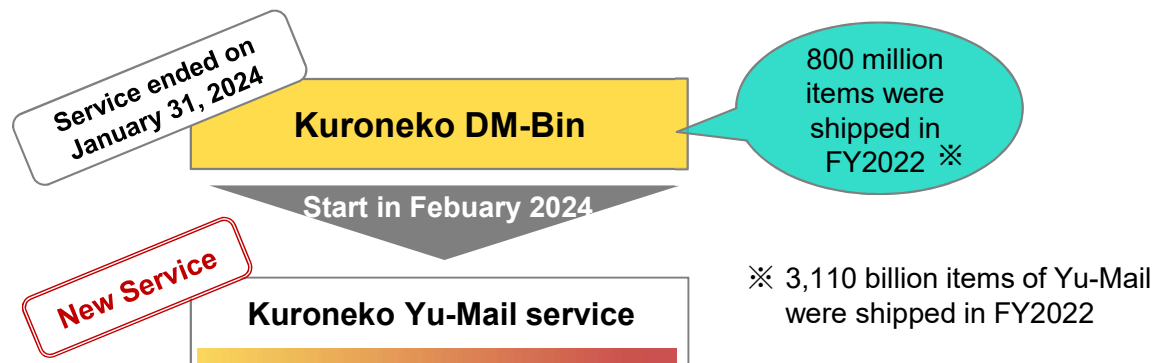 Service ended on
January 31, 2024
Kuroneko DM-Bin
800 million
items were
shipped in
FY2022 ※
Start in Febuary 2024
New Service
Kuroneko Yu-Mail service
※ 3,110 billion items of Yu-Mail
were shipped in FY2022